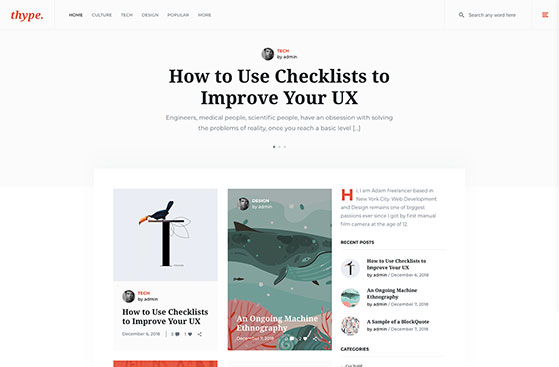 thype.
HOME CULTURE TECH DESIGN POPULAR MORE
Search any word here
TECH
by admin
How to Use Checklists to
Improve Your UX
Engineers, medical people, scientific people, have an obsession with solving
the problems of reality, once you reach a basic level [...]
TECH
by admin
How to Use Checklists
to Improve Your UX
December 6, 2018
DESIGN
by admin
An Ongoing Machine
Ethnography
December 7, 2018
Hi, I am Adam freelancer based in
New York City. Web Development
and Design remains one of biggest
passions ever since I got by first manual
film camera at the age of 12.
RECENT POSTS
How to Use Checklists to
Improve Your UX
by admin / December 6, 2018
An Ongoing Machine
Ethnography
by admin / December 7, 2018
A Sample of a BlockQuote
by admin / December 7, 2018
CATEGORIES
CULTURE